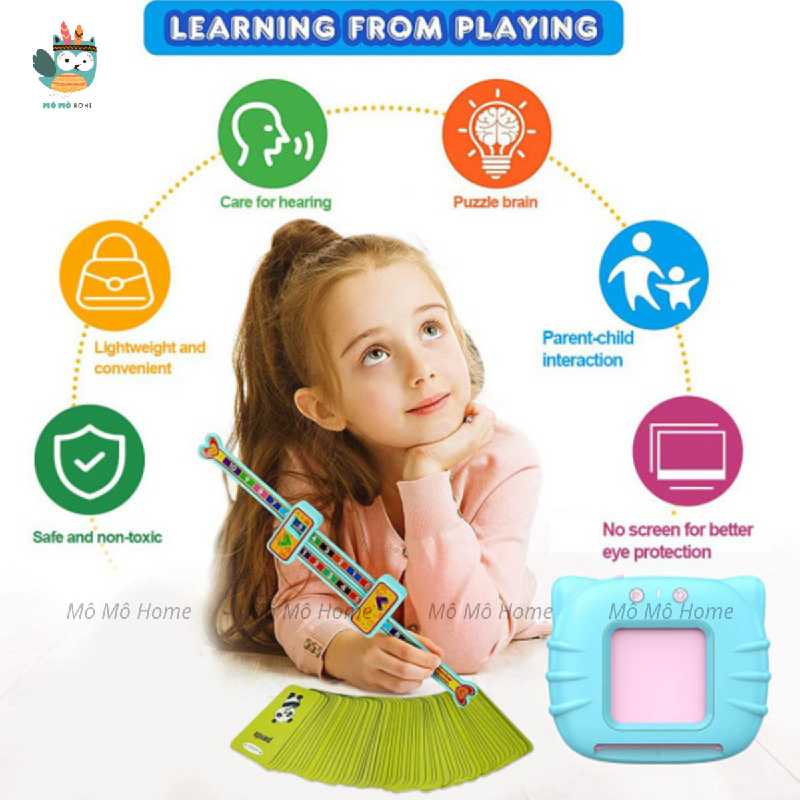 LEARNING FROM PLAYING
MÔ MÔ HOME
Care for hearing
Puzzle brain
Lightweight and
convenient
Parent-child
interaction
Safe and non-toxic
No screen for better
eye protection
Mô Mô Home
Mô Mô Home
Mô Mô Home
Mô Mô Home
panda